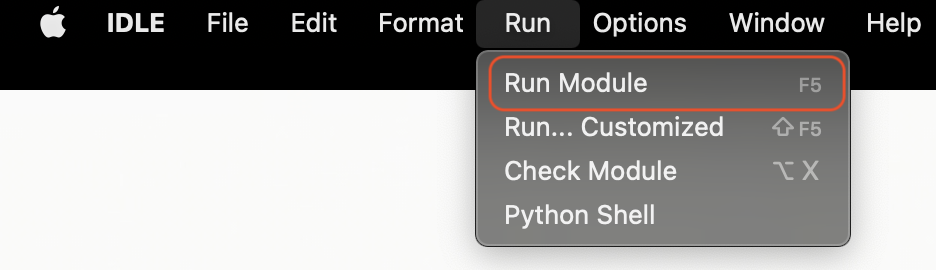 IDLE File Edit Format Run Options Window Help
Run Module F5
Run... Customized ⇧ F5
Check Module ⌥ X
Python Shell